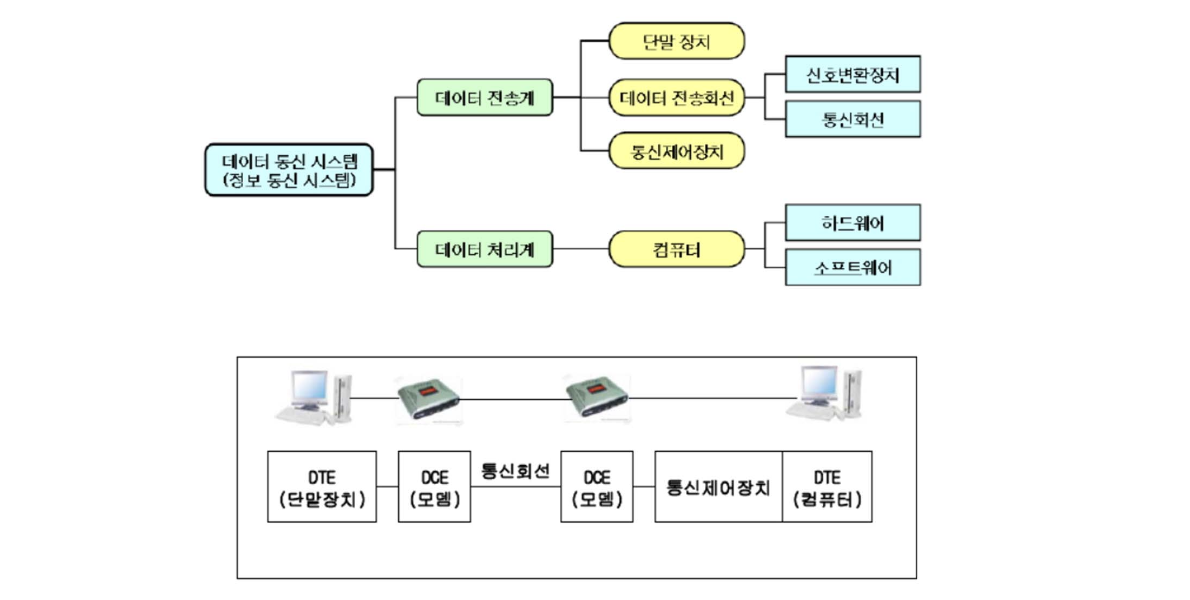 단말 장치
신호변환장치
데이터 전송계
데이터 전송회선
통신회선
통신제어장치
데이터 통신 시스템
(정보 통신 시스템)
하드웨어
데이터 처리계
컴퓨터
소프트웨어
DTE
(단말장치)
DCE
(모뎀)
통신회선
DCE
(모뎀)
통신제어장치
DTE
(컴퓨터)